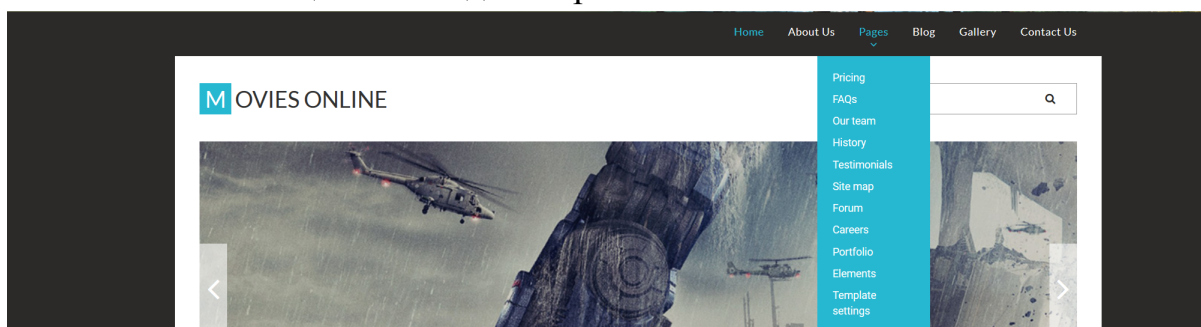 Home About Us Pages Blog Gallery Contact Us
MOVIES ONLINE
Pricing
FAQs
Our team
History
Testimonials
Site map
Forum
Careers
Portfolio
Elements
Template
settings